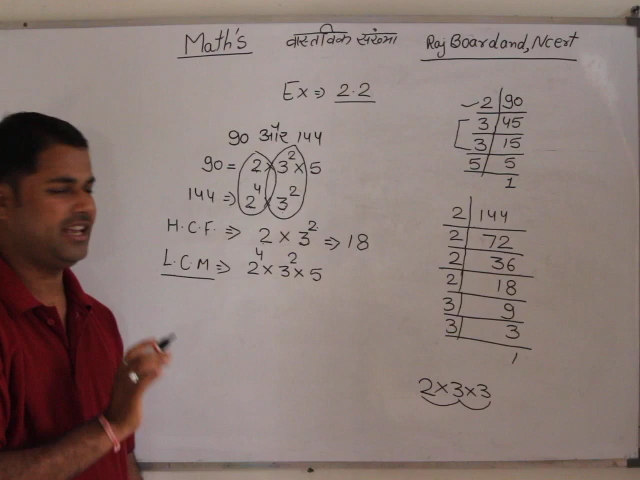 Math's वास्तविक संख्या Raj Board and, Ncert
Ex ⇒ 2.2
90 और 144
90 = 2 × 3² × 5
144 ⇒ 2⁴ × 3²
H.C.F. ⇒ 2 × 3² ⇒ 18
L.C.M ⇒ 2⁴ × 3² × 5
2 | 90
3 | 45
3 | 15
5 | 5
1
2 | 144
2 | 72
2 | 36
2 | 18
3 | 9
3 | 3
1
2×3×3